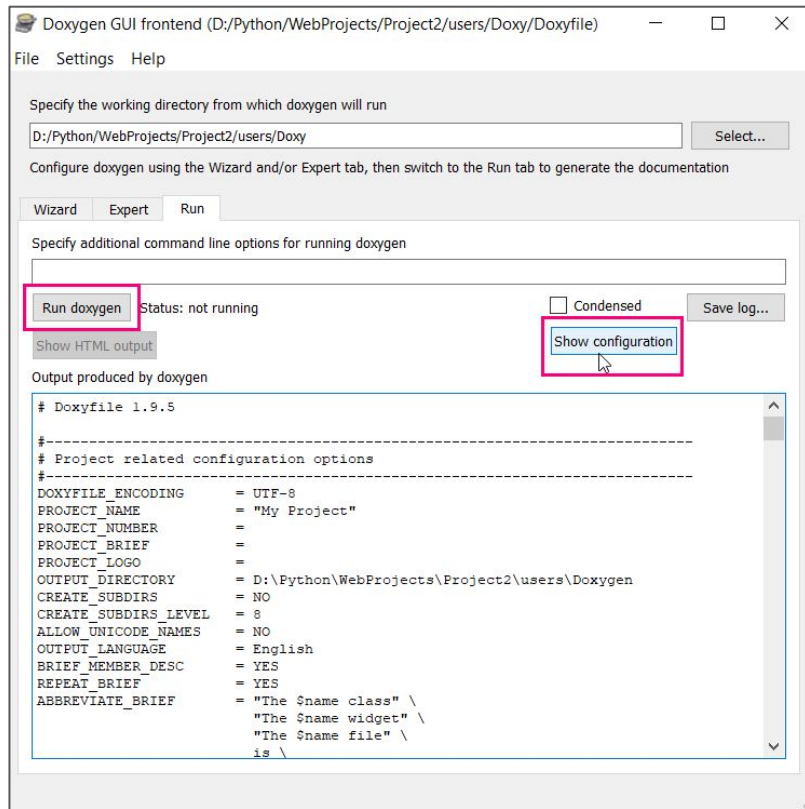 Doxygen GUI frontend (D:/Python/WebProjects/Project2/users/Doxy/Doxyfile)
File Settings Help
Specify the working directory from which doxygen will run
D:/Python/WebProjects/Project2/users/Doxy Select...
Configure doxygen using the Wizard and/or Expert tab, then switch to the Run tab to generate the documentation
Wizard Expert Run
Specify additional command line options for running doxygen
Run doxygen Status: not running Condensed Save log...
Show HTML output Show configuration
Output produced by doxygen
# Doxyfile 1.9.5
#---------------------------------------------------------------------------
# Project related configuration options
#---------------------------------------------------------------------------
DOXYFILE_ENCODING = UTF-8
PROJECT_NAME = "My Project"
PROJECT_NUMBER =
PROJECT_BRIEF =
PROJECT_LOGO =
OUTPUT_DIRECTORY = D:\Python\WebProjects\Project2\users\Doxygen
CREATE_SUBDIRS = NO
CREATE_SUBDIRS_LEVEL = 8
ALLOW_UNICODE_NAMES = NO
OUTPUT_LANGUAGE = English
BRIEF_MEMBER_DESC = YES
REPEAT_BRIEF = YES
ABBREVIATE_BRIEF = "The $name class" \
"The $name widget" \
"The $name file" \
is \